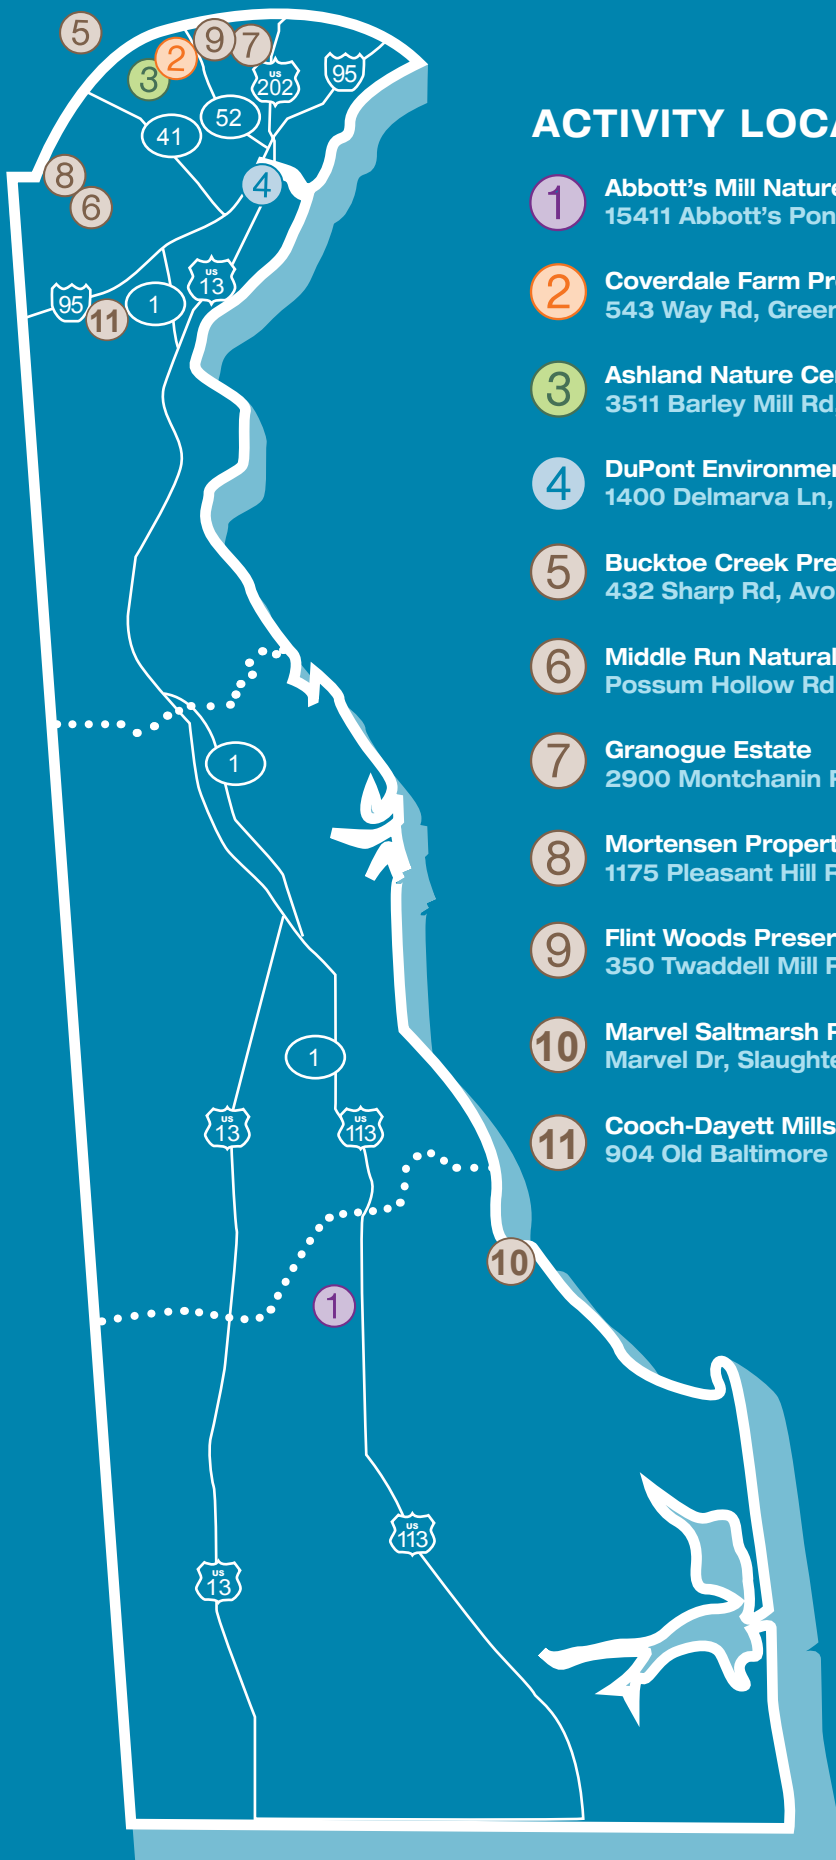 5
9
7
2
3
US
202
95
52
41
4
8
6
US
13
95
1
11
1
1
US
13
US
113
10
1
US
113
US
13
ACTIVITY LOCA
1
Abbott's Mill Nature
15411 Abbott's Pon
2
Coverdale Farm Pr
543 Way Rd, Green
3
Ashland Nature Ce
3511 Barley Mill Rd
4
DuPont Environme
1400 Delmarva Ln,
5
Bucktoe Creek Pre
432 Sharp Rd, Avo
6
Middle Run Natural
Possum Hollow Rd
7
Granogue Estate
2900 Montchanin
8
Mortensen Propert
1175 Pleasant Hill
9
Flint Woods Preser
350 Twaddell Mill
10
Marvel Saltmarsh
Marvel Dr, Slaughte
11
Cooch-Dayett Mills
904 Old Baltimore